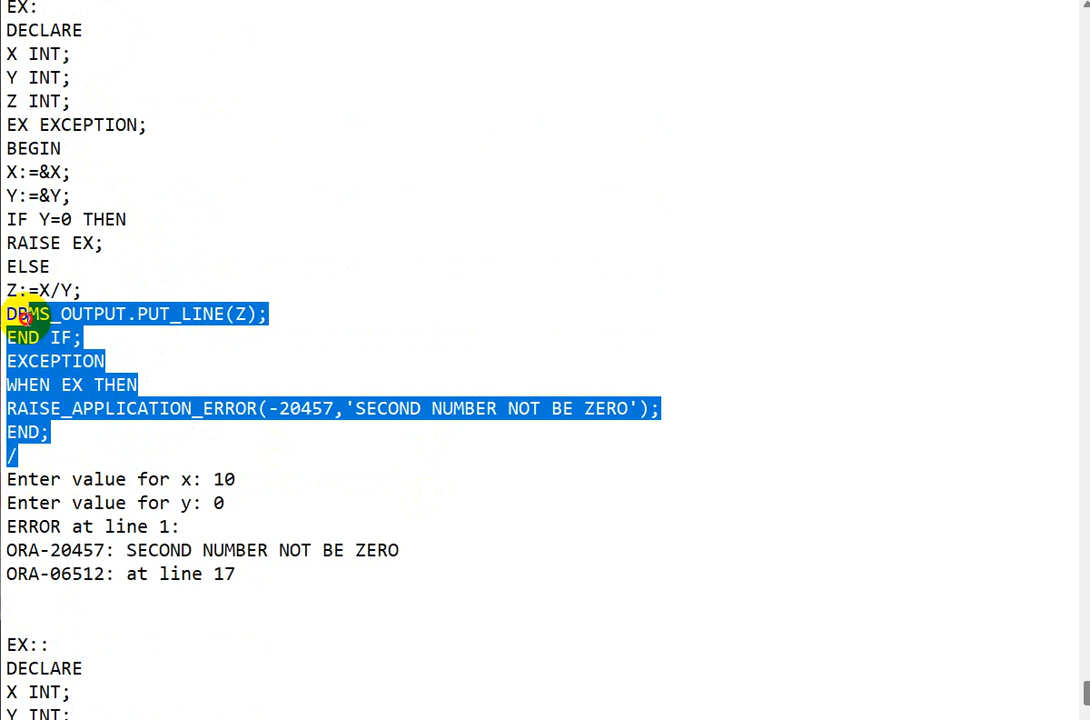 EX:
DECLARE
X INT;
Y INT;
Z INT;
EX EXCEPTION;
BEGIN
X:=&X;
Y:=&Y;
IF Y=0 THEN
RAISE EX;
ELSE
Z:=X/Y;
DBMS_OUTPUT.PUT_LINE(Z);
END IF;
EXCEPTION
WHEN EX THEN
RAISE_APPLICATION_ERROR(-20457,'SECOND NUMBER NOT BE ZERO');
END;
/
Enter value for x: 10
Enter value for y: 0
ERROR at line 1:
ORA-20457: SECOND NUMBER NOT BE ZERO
ORA-06512: at line 17
EX::
DECLARE
X INT;
Y INT;